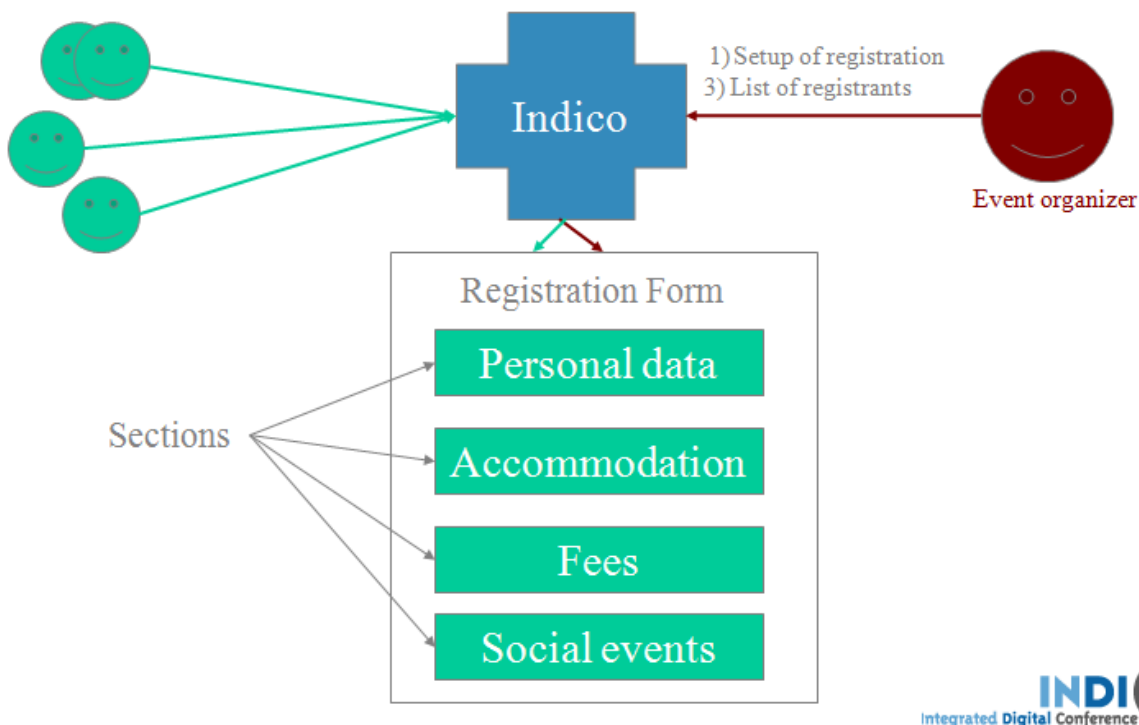 1) Setup of registration
3) List of registrants
Indico
Event organizer
Registration Form
Personal data
Sections
Accommodation
Fees
Social events
INDI
Integrated Digital Conference